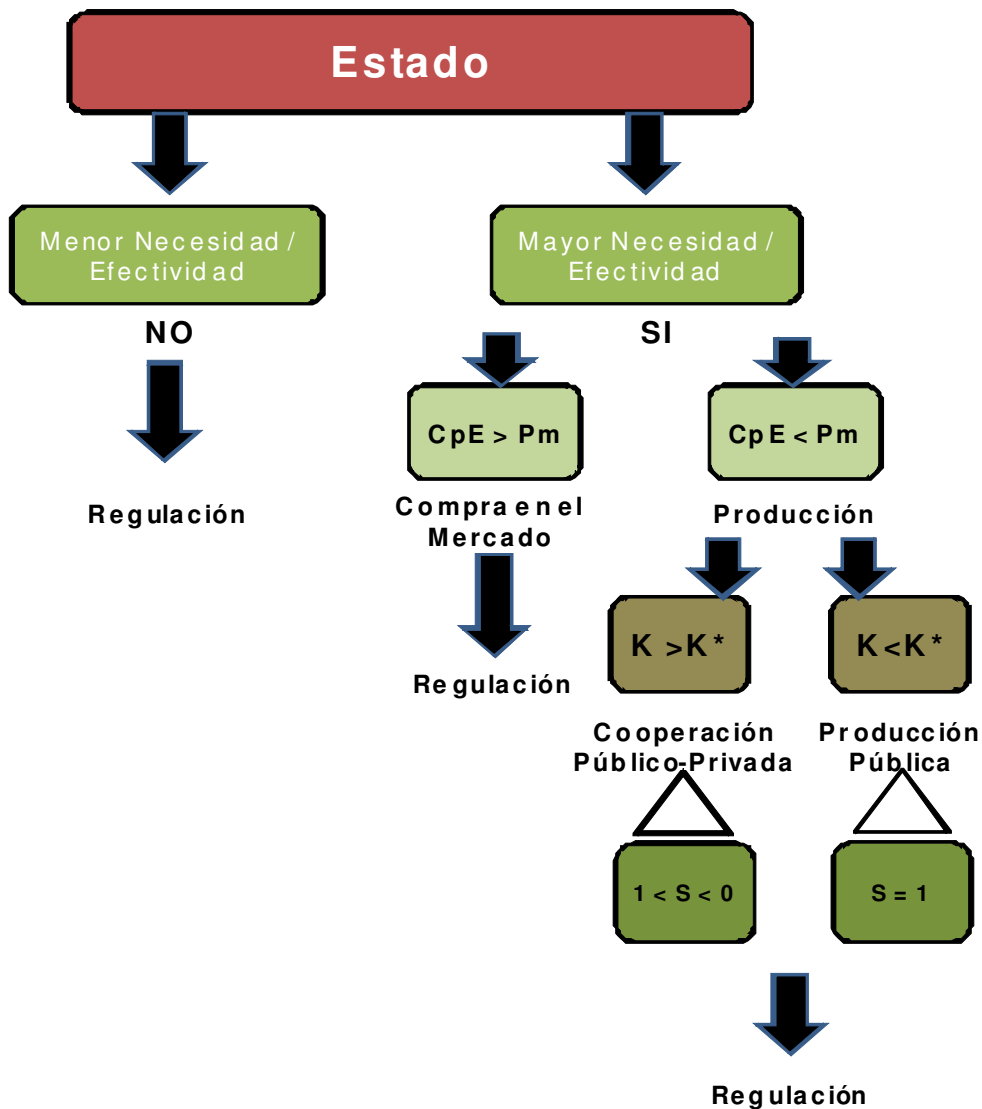 Estado
Menor Necesidad /
Efectividad
Mayor Necesidad /
Efectividad
NO
SI
CpE > Pm
CpE < Pm
Regulación
Compra en el
Mercado
Producción
K >K*
K<K*
Regulación
Cooperación
Público-Privada
Producción
Pública
1 < S < 0
S = 1
Regulación